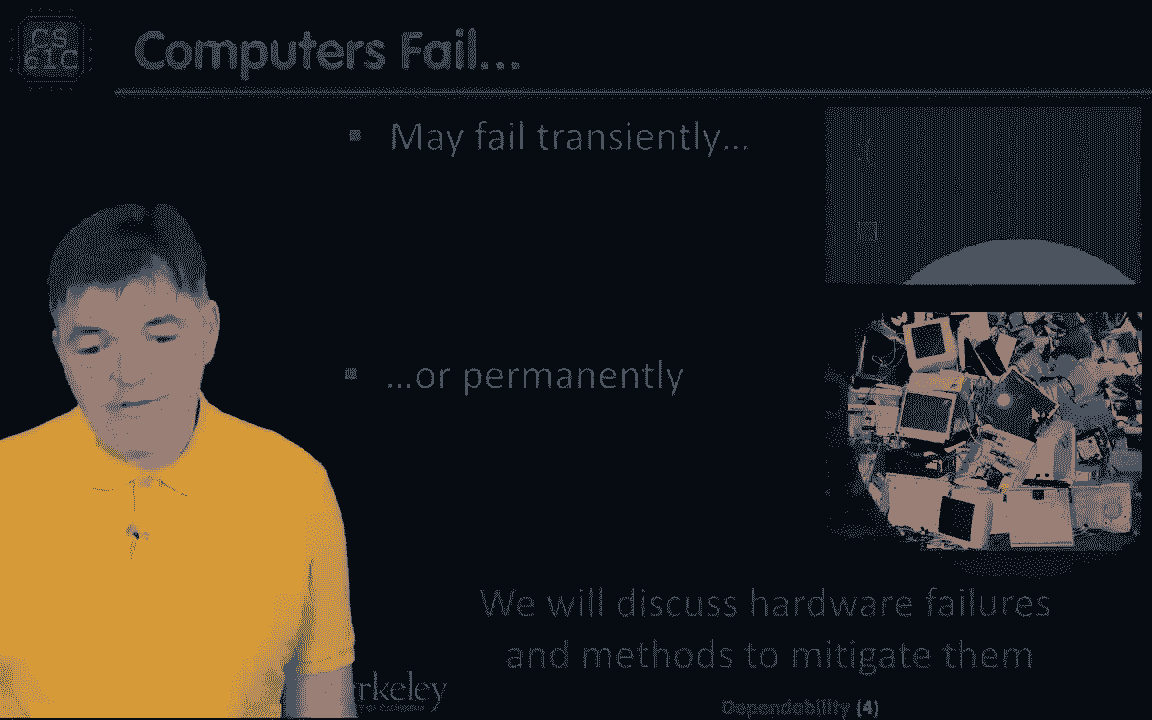 CS
61C
Computers Fail...
▪ May fail transiently...
:(
▪ ...or permanently
We will discuss hardware failures
and methods to mitigate them
rkeley
Dependability (4)